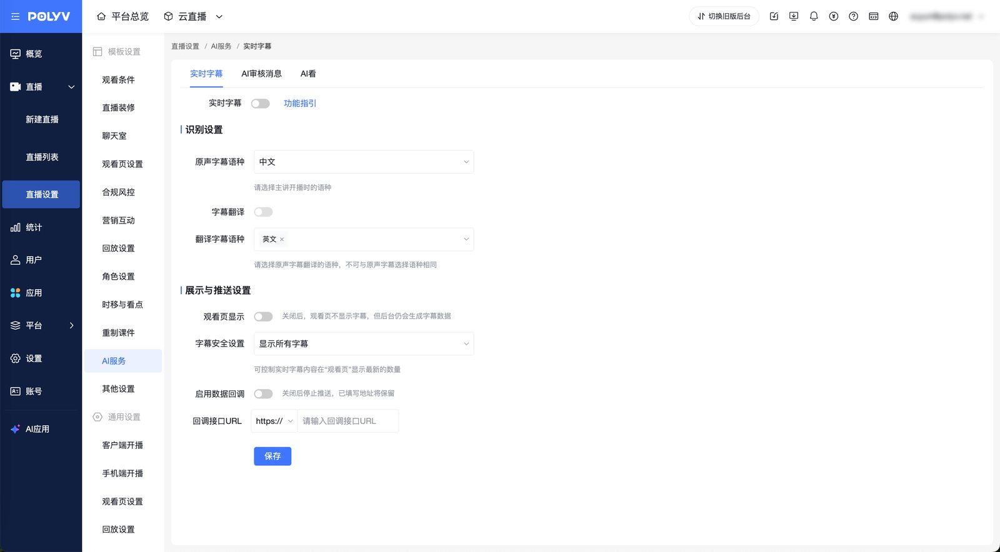 POLYV
平台总览
云直播
切换旧版后台
概览
直播
新建直播
直播列表
直播设置
统计
用户
应用
平台
设置
账号
AI应用
模板设置
观看条件
直播装修
聊天室
观看页设置
合规风控
营销互动
回放设置
角色设置
时移与看点
重制课件
AI服务
其他设置
通用设置
客户端开播
手机端开播
观看页设置
回放设置
直播设置 / AI服务 / 实时字幕
实时字幕 AI审核消息 AI看
实时字幕 功能指引
识别设置
原声字幕语种 中文
请选择主讲开播时的语种
字幕翻译
翻译字幕语种 英文 ×
请选择原声字幕翻译的语种，不可与原声字幕选择语种相同
展示与推送设置
观看页显示 关闭后，观看页不显示字幕，但后台仍会生成字幕数据
字幕安全设置 显示所有字幕
可控制实时字幕内容在“观看页”显示最新的数量
启用数据回调 关闭后停止推送，已填写地址将保留
回调接口URL https:// 请输入回调接口URL
保存